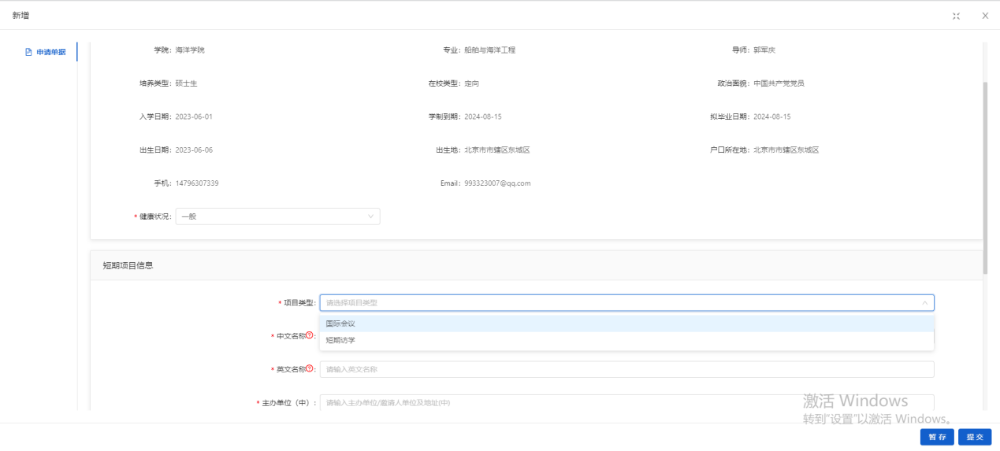 新增
申请单据
学院: 海洋学院 专业: 船舶与海洋工程 导师: 郭军庆
培养类型: 硕士生 在校类型: 定向 政治面貌: 中国共产党党员
入学日期: 2023-06-01 学制到期: 2024-08-15 拟毕业日期: 2024-08-15
出生日期: 2023-06-06 出生地: 北京市市辖区东城区 户口所在地: 北京市市辖区东城区
手机: 14796307339 Email: 993323007@qq.com
* 健康状况: 一般
短期项目信息
* 项目类型: 请选择项目类型
国际会议
* 中文名称?:
短期访学
* 英文名称?: 请输入英文名称
* 主办单位（中）: 请输入主办单位/邀请人单位及地址(中)
激活 Windows
转到"设置"以激活 Windows。
暂 存 提 交